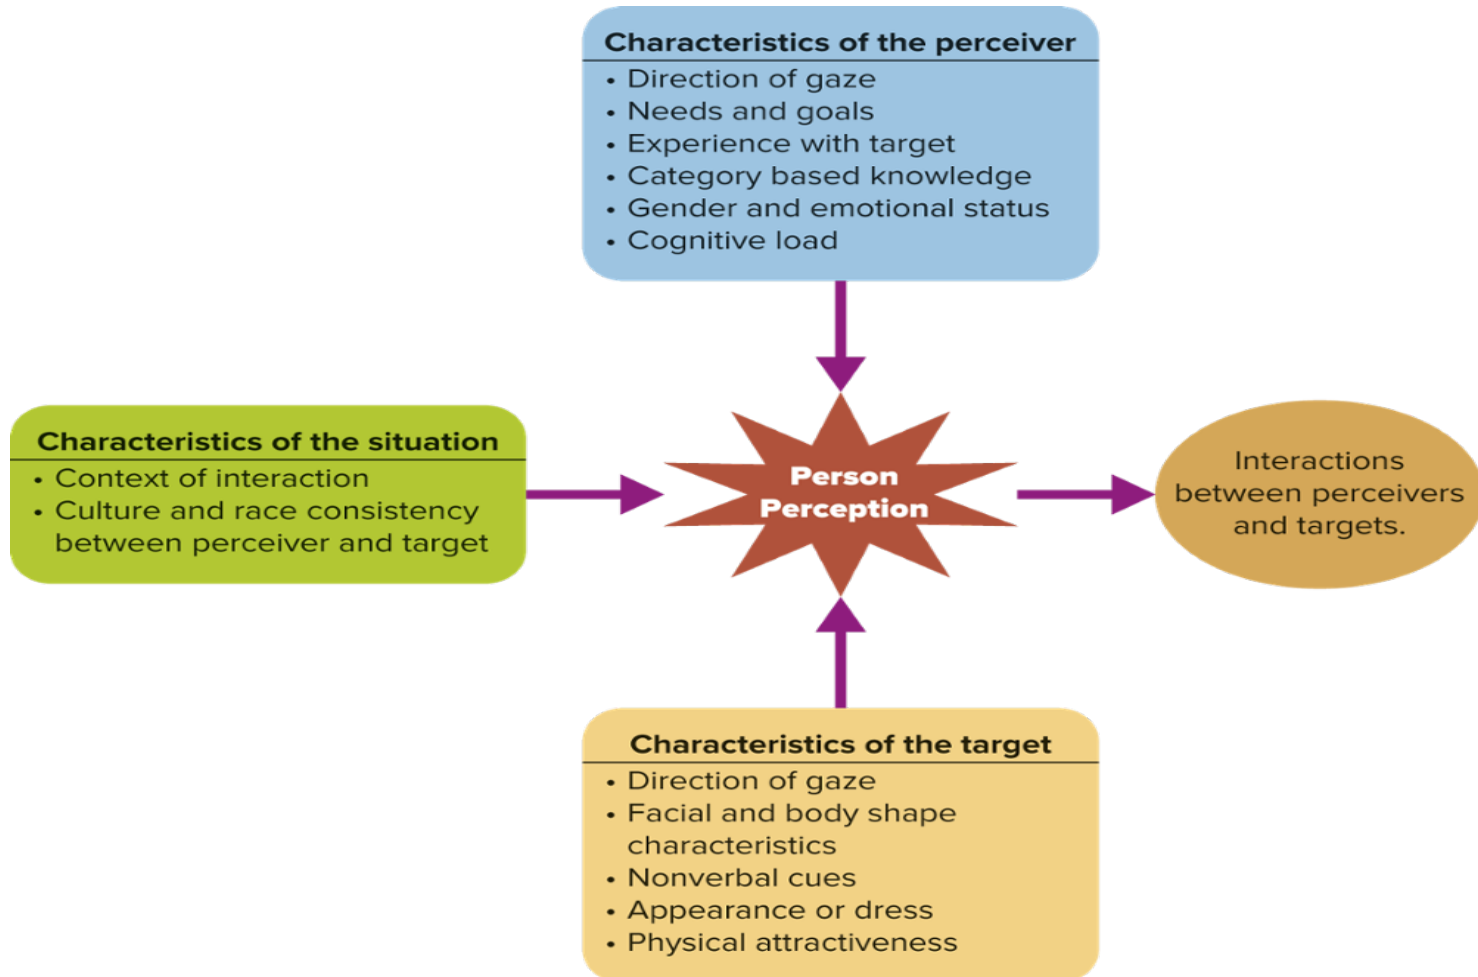 Characteristics of the perceiver
• Direction of gaze
• Needs and goals
• Experience with target
• Category based knowledge
• Gender and emotional status
• Cognitive load
Characteristics of the situation
• Context of interaction
• Culture and race consistency
between perceiver and target
Person
Perception
Interactions
between perceivers
and targets.
Characteristics of the target
• Direction of gaze
• Facial and body shape
characteristics
• Nonverbal cues
• Appearance or dress
• Physical attractiveness